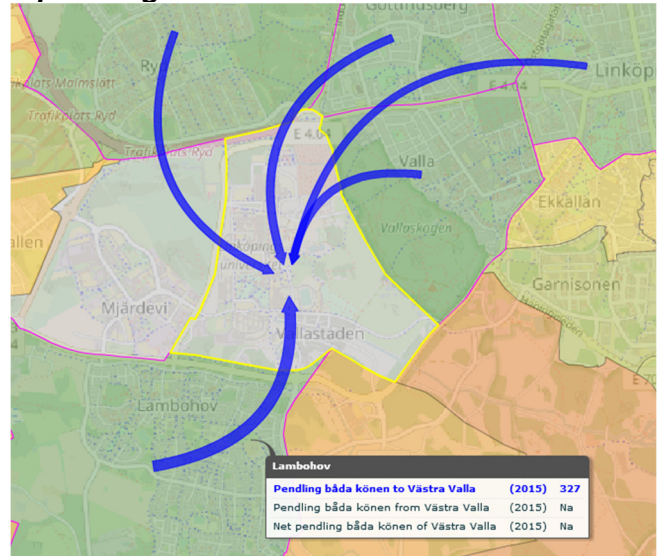 Gottfridsberg
Ryd
Linköp
E 4.04
Trafikplats Malmslätt
Trafikplats Ryd
E 4.04
Trafikplats Ryd
Valla
Ekkällan
Vallaskogen
allen
Linköping
universitet
Garnisonen
Mjärdevi
Vallastaden
Lambohov
Lambohov
Pendling båda könen to Västra Valla (2015) 327
Pendling båda könen from Västra Valla (2015) Na
Net pendling båda könen of Västra Valla (2015) Na